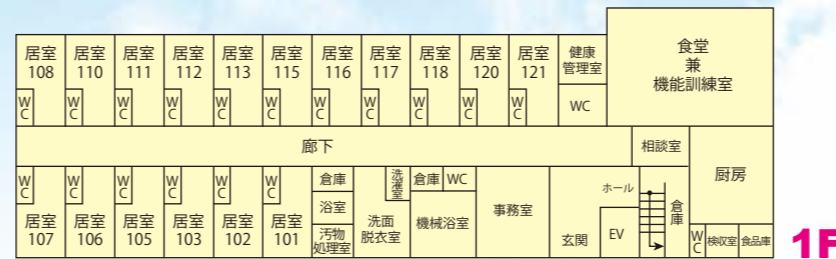 居室
108
居室
110
居室
111
居室
112
居室
113
居室
115
居室
116
居室
117
居室
118
居室
120
居室
121
健康
管理室
食堂
兼
機能訓練室
WC
WC
WC
WC
WC
WC
WC
WC
WC
WC
WC
WC
廊下
相談室
厨房
WC
WC
WC
WC
WC
WC
倉庫
洗濯室
倉庫
WC
ホール
倉庫
浴室
居室
107
居室
106
居室
105
居室
103
居室
102
居室
101
汚物
処理室
洗面
脱衣室
機械浴室
事務室
玄関
EV
WC
検収室
食品庫
1F